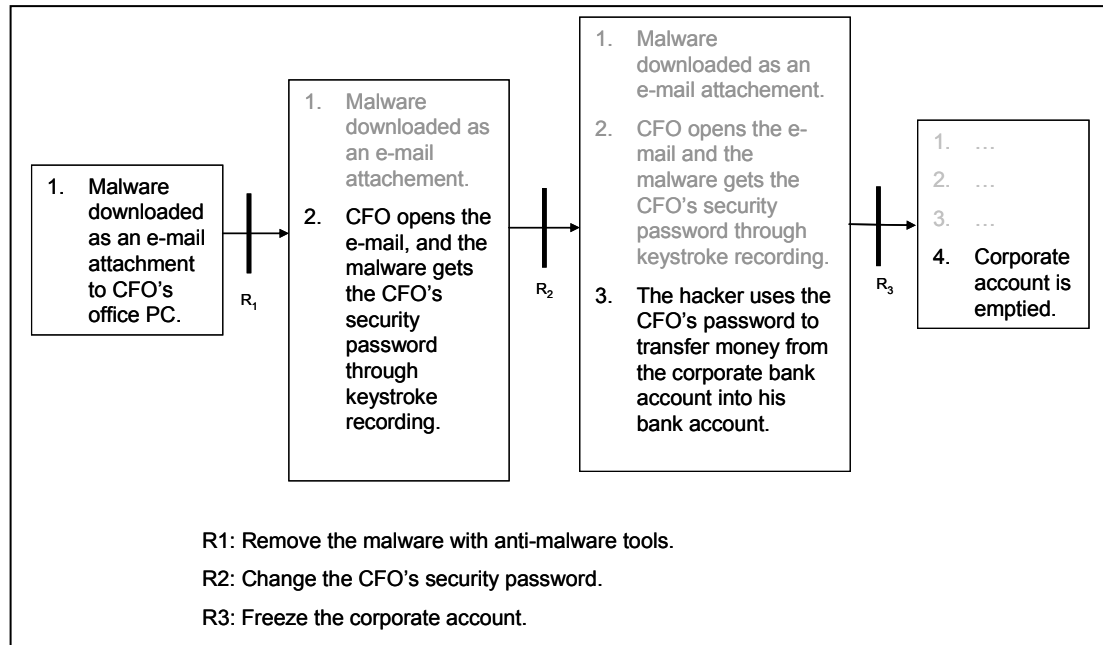 1. Malware
downloaded
as an e-mail
attachment
to CFO's
office PC.
R1
1. Malware
downloaded as
an e-mail
attachement.
2. CFO opens the
e-mail, and the
malware gets
the CFO's
security
password
through
keystroke
recording.
R2
1. Malware
downloaded as an
e-mail attachement.
2. CFO opens the e-
mail and the
malware gets the
CFO's security
password through
keystroke recording.
3. The hacker uses the
CFO's password to
transfer money from
the corporate bank
account into his
bank account.
R3
1. ...
2. ...
3. ...
4. Corporate
account is
emptied.
R1: Remove the malware with anti-malware tools.
R2: Change the CFO's security password.
R3: Freeze the corporate account.